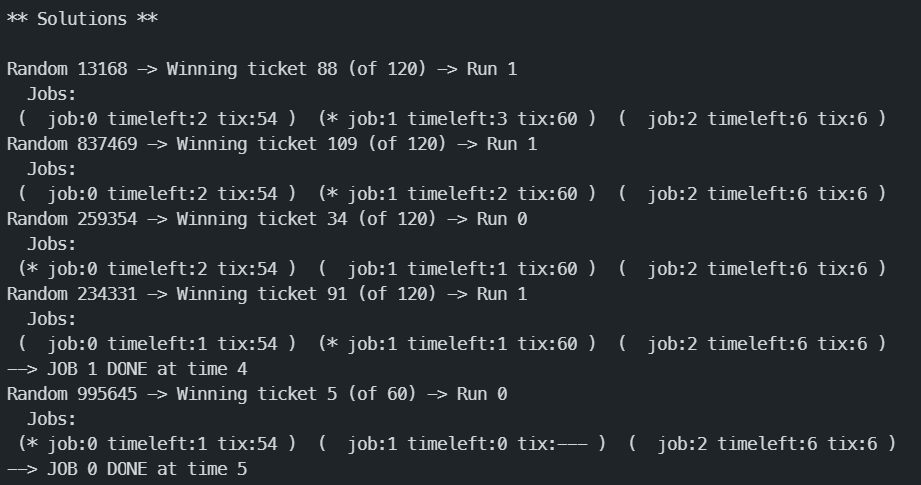 ** Solutions **
Random 13168 -> Winning ticket 88 (of 120) -> Run 1
  Jobs:
 (  job:0 timeleft:2 tix:54 )  (* job:1 timeleft:3 tix:60 )  (  job:2 timeleft:6 tix:6 )
Random 837469 -> Winning ticket 109 (of 120) -> Run 1
  Jobs:
 (  job:0 timeleft:2 tix:54 )  (* job:1 timeleft:2 tix:60 )  (  job:2 timeleft:6 tix:6 )
Random 259354 -> Winning ticket 34 (of 120) -> Run 0
  Jobs:
 (* job:0 timeleft:2 tix:54 )  (  job:1 timeleft:1 tix:60 )  (  job:2 timeleft:6 tix:6 )
Random 234331 -> Winning ticket 91 (of 120) -> Run 1
  Jobs:
 (  job:0 timeleft:1 tix:54 )  (* job:1 timeleft:1 tix:60 )  (  job:2 timeleft:6 tix:6 )
--> JOB 1 DONE at time 4
Random 995645 -> Winning ticket 5 (of 60) -> Run 0
  Jobs:
 (* job:0 timeleft:1 tix:54 )  (  job:1 timeleft:0 tix:--- )  (  job:2 timeleft:6 tix:6 )
--> JOB 0 DONE at time 5